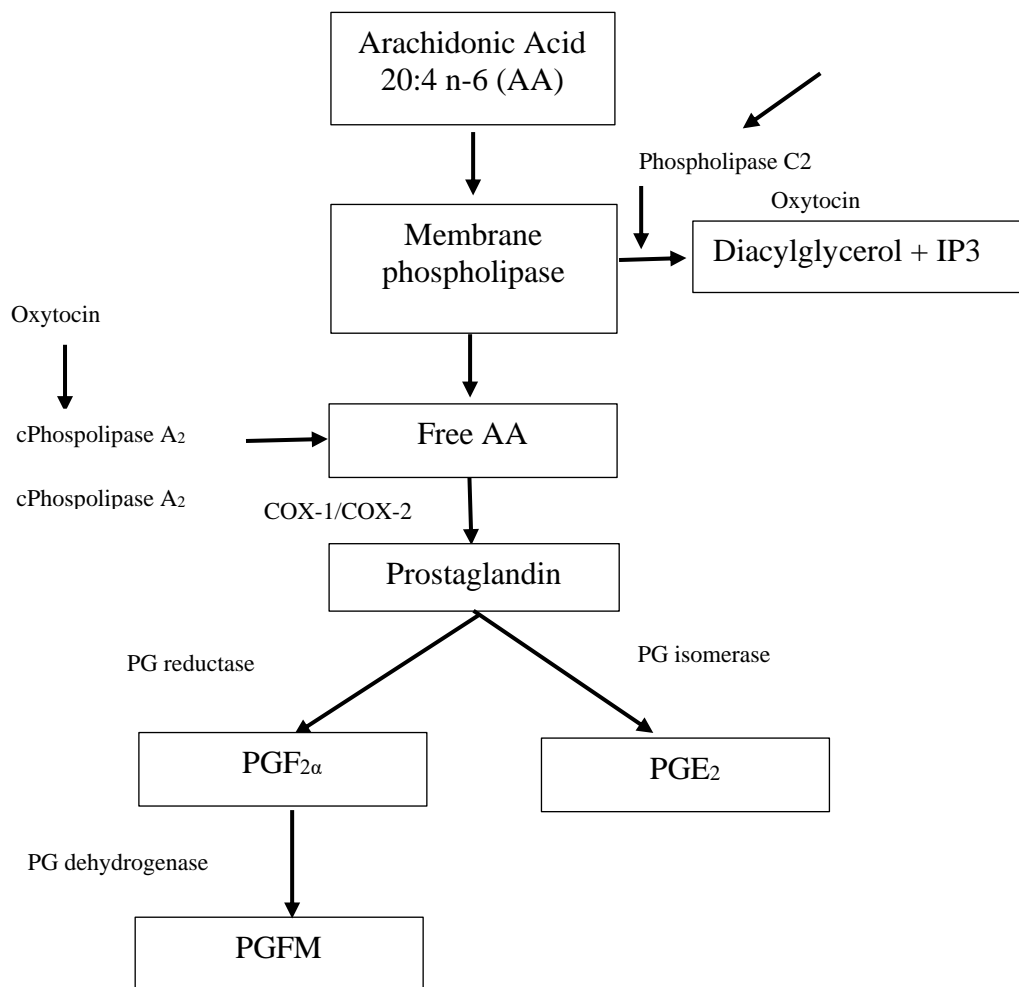 Arachidonic Acid
20:4 n-6 (AA)
Phospholipase C2
Oxytocin
Membrane
phospholipase
Diacylglycerol + IP3
Oxytocin
cPhospolipase A₂
Free AA
cPhospolipase A₂
COX-1/COX-2
Prostaglandin
PG reductase
PG isomerase
PGF₂α
PGE₂
PG dehydrogenase
PGFM